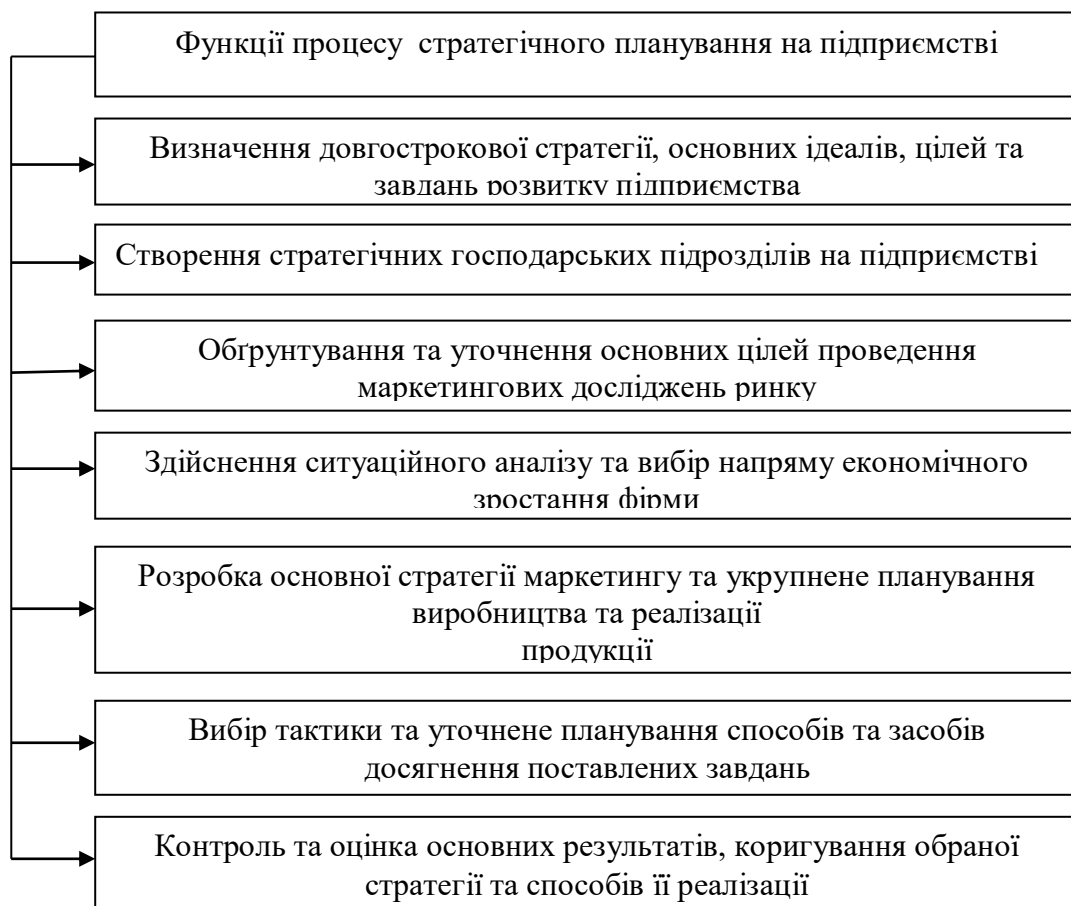 Функції процесу стратегічного планування на підприємстві
Визначення довгострокової стратегії, основних ідеалів, цілей та
завдань розвитку підприємства
Створення стратегічних господарських підрозділів на підприємстві
Обґрунтування та уточнення основних цілей проведення
маркетингових досліджень ринку
Здійснення ситуаційного аналізу та вибір напряму економічного
зростання фірми
Розробка основної стратегії маркетингу та укрупнене планування
виробництва та реалізації
продукції
Вибір тактики та уточнене планування способів та засобів
досягнення поставлених завдань
Контроль та оцінка основних результатів, коригування обраної
стратегії та способів її реалізації